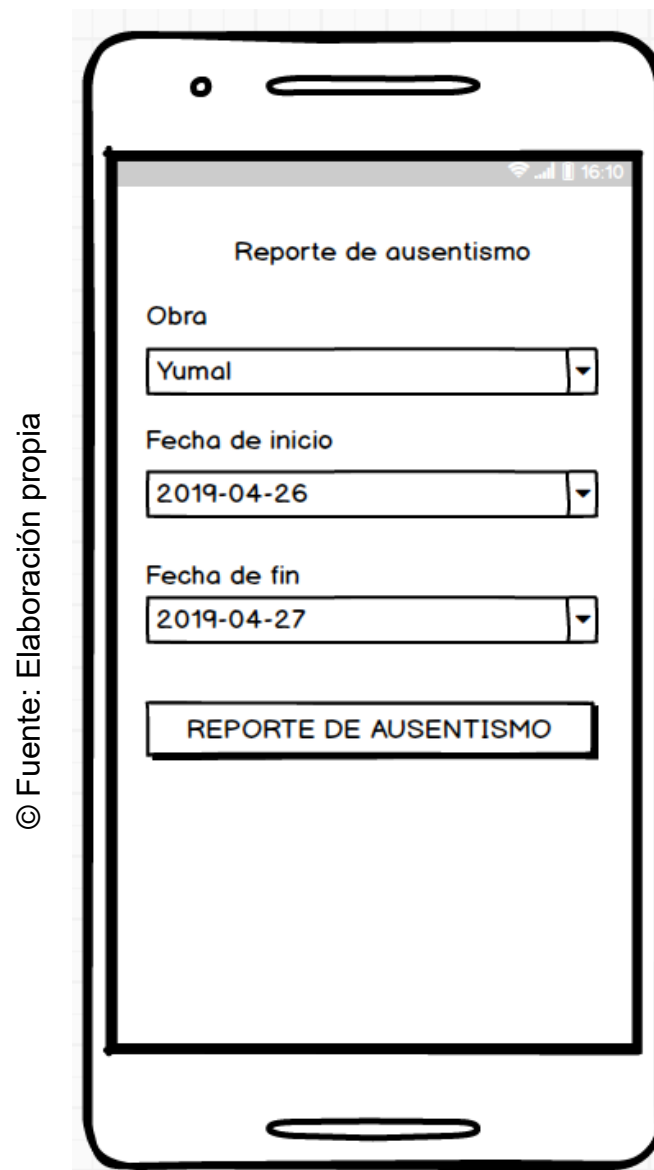 16:10
Reporte de ausentismo
Obra
Yumal
Fecha de inicio
2019-04-26
Fecha de fin
2019-04-27
REPORTE DE AUSENTISMO
© Fuente: Elaboración propia